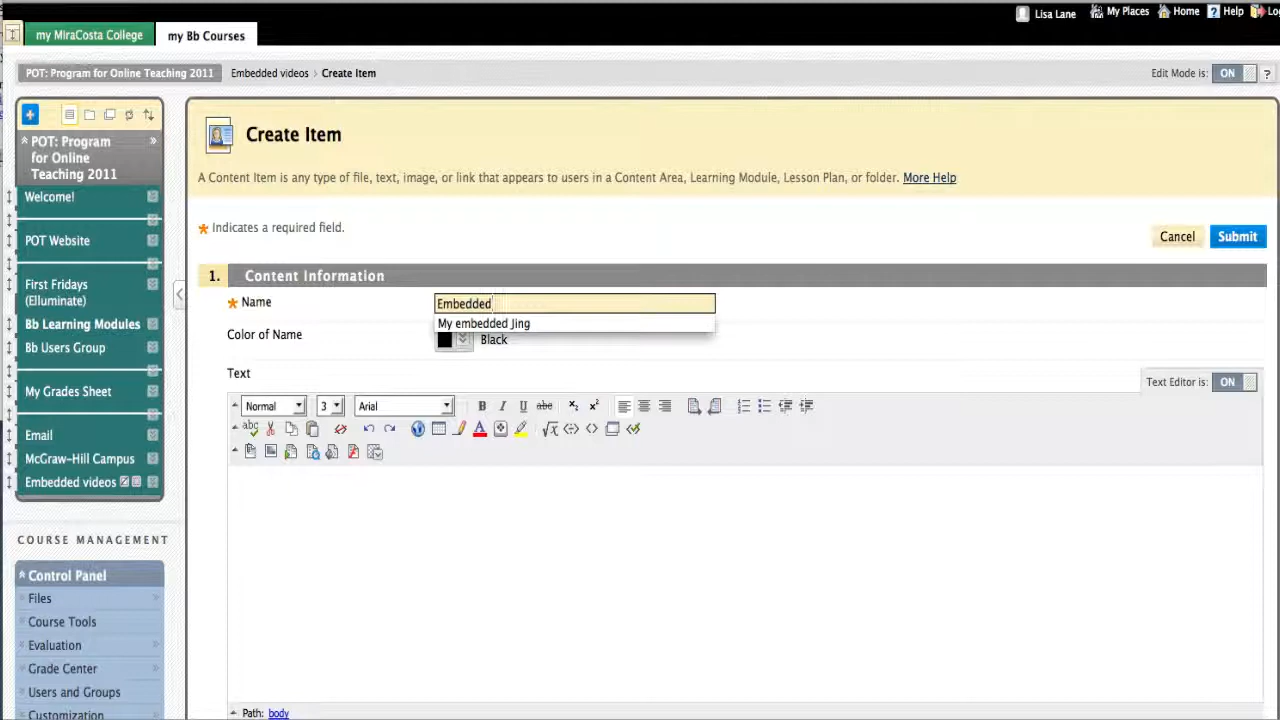 Lisa Lane My Places Home Help
my MiraCosta College my Bb Courses
POT: Program for Online Teaching 2011 Embedded videos > Create Item Edit Mode is: ON ?
POT: Program
for Online
Teaching 2011
Welcome!
POT Website
First Fridays
(Elluminate)
Bb Learning Modules
Bb Users Group
My Grades Sheet
Email
McGraw-Hill Campus
Embedded videos
COURSE MANAGEMENT
Control Panel
Files
Course Tools
Evaluation
Grade Center
Users and Groups
Customization
Create Item
A Content Item is any type of file, text, image, or link that appears to users in a Content Area, Learning Module, Lesson Plan, or folder. More Help
* Indicates a required field.
Cancel Submit
1. Content Information
* Name Embedded
My embedded Jing
Color of Name Black
Text
Text Editor is: ON
Normal 3 Arial B I U abc x₂ x²
abc
Path: body